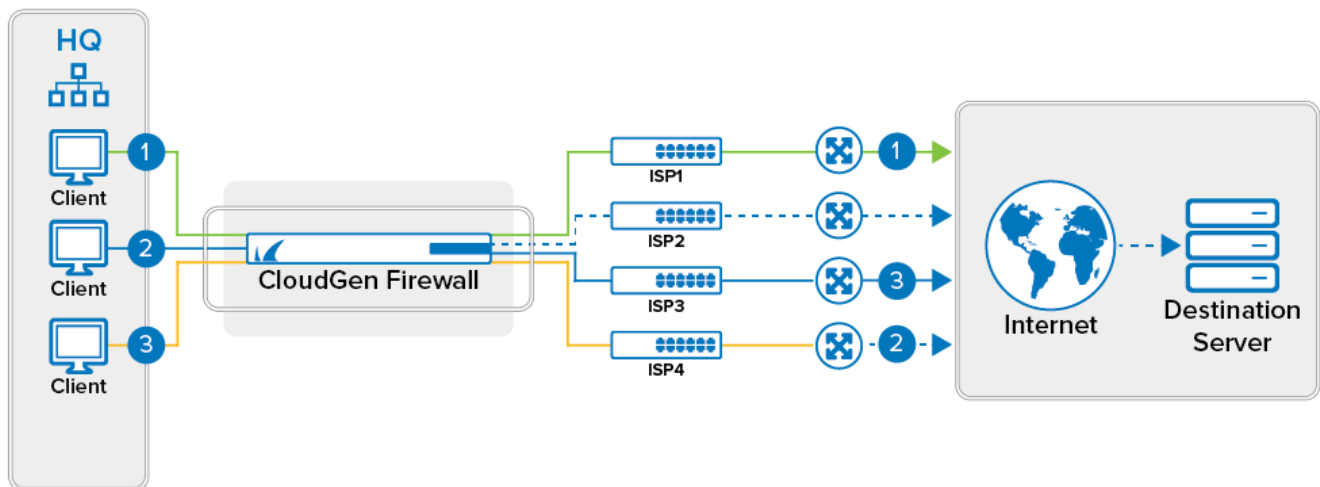 HQ
1
Client
2
Client
3
Client
CloudGen Firewall
ISP1
1
ISP2
ISP3
3
ISP4
2
Internet
Destination
Server